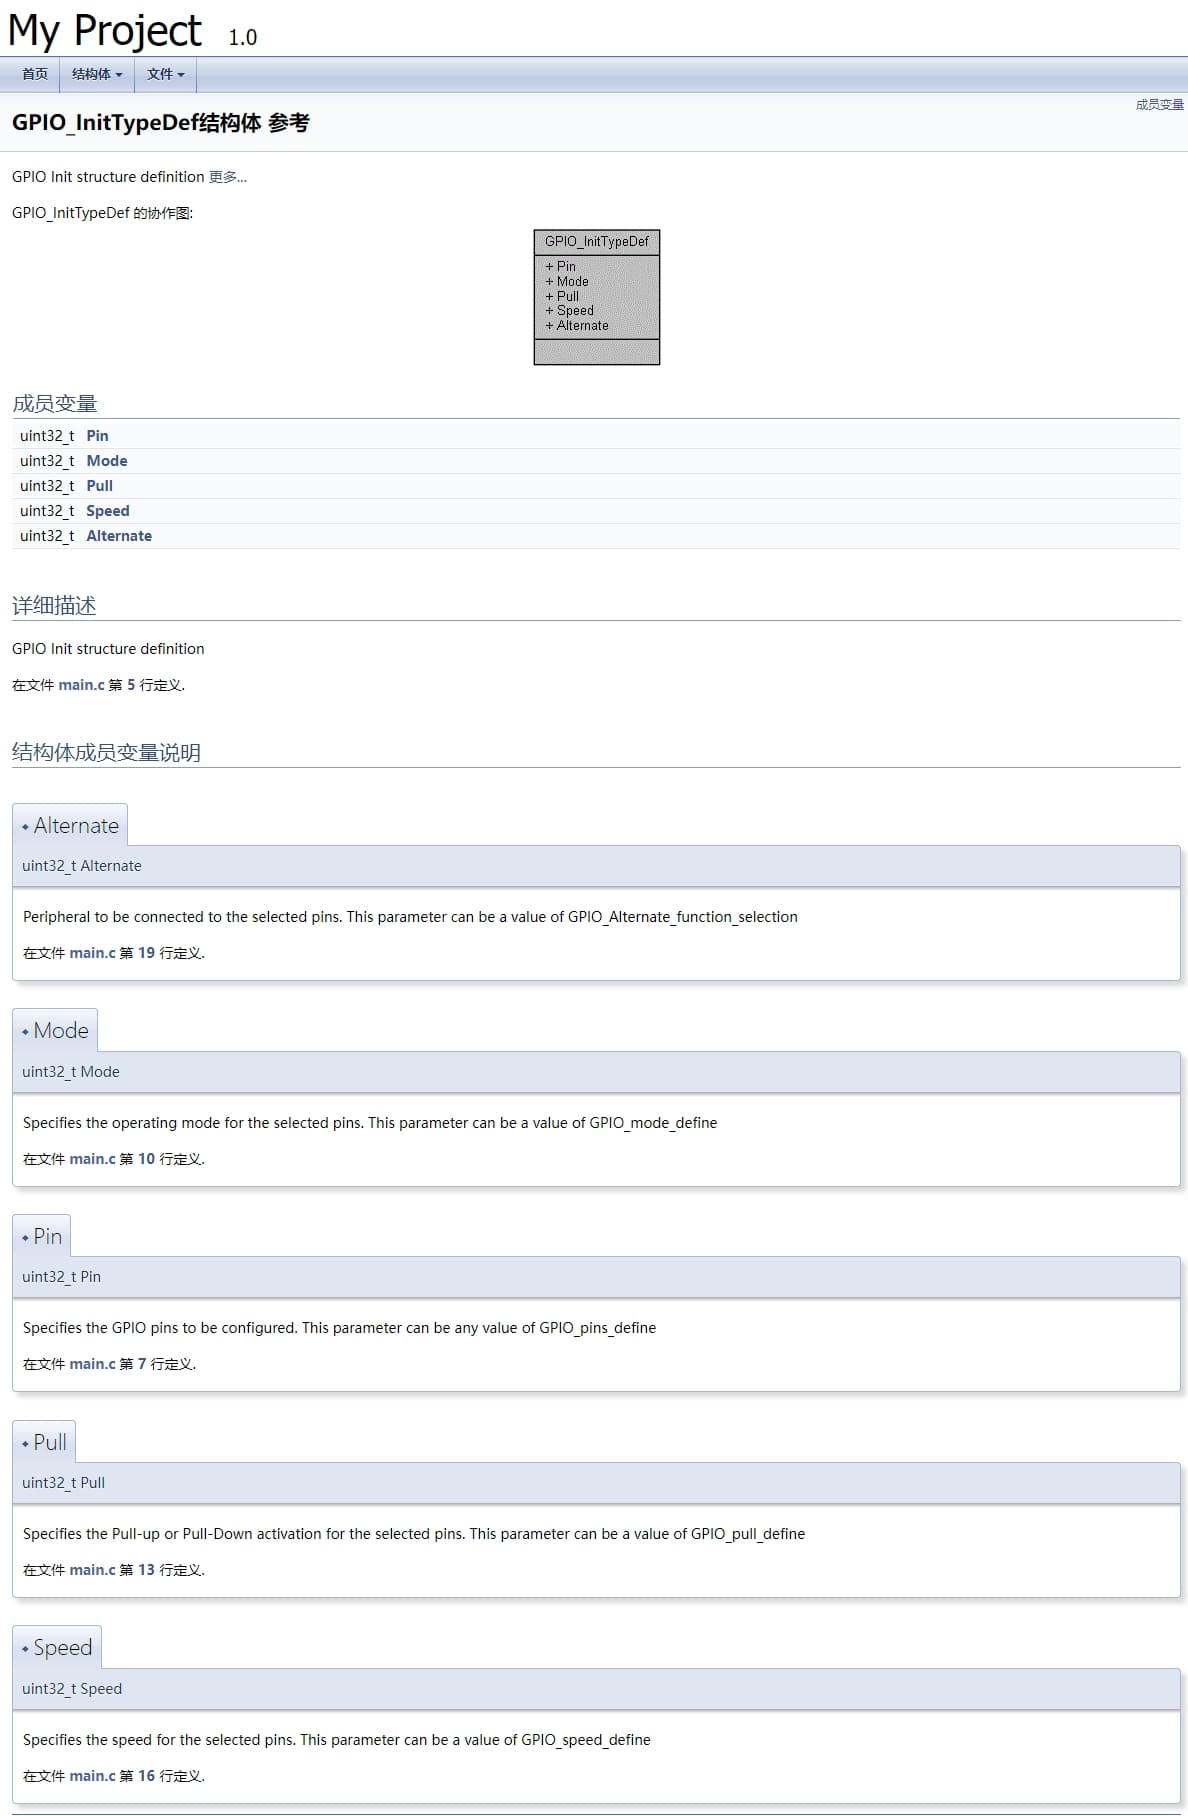 My Project 1.0
首页 结构体 文件
成员变量
GPIO_InitTypeDef结构体 参考
GPIO Init structure definition 更多...
GPIO_InitTypeDef 的协作图:
GPIO_InitTypeDef
+ Pin
+ Mode
+ Pull
+ Speed
+ Alternate
成员变量
uint32_t Pin
uint32_t Mode
uint32_t Pull
uint32_t Speed
uint32_t Alternate
详细描述
GPIO Init structure definition
在文件 main.c 第 5 行定义.
结构体成员变量说明
◆ Alternate
uint32_t Alternate
Peripheral to be connected to the selected pins. This parameter can be a value of GPIO_Alternate_function_selection
在文件 main.c 第 19 行定义.
◆ Mode
uint32_t Mode
Specifies the operating mode for the selected pins. This parameter can be a value of GPIO_mode_define
在文件 main.c 第 10 行定义.
◆ Pin
uint32_t Pin
Specifies the GPIO pins to be configured. This parameter can be any value of GPIO_pins_define
在文件 main.c 第 7 行定义.
◆ Pull
uint32_t Pull
Specifies the Pull-up or Pull-Down activation for the selected pins. This parameter can be a value of GPIO_pull_define
在文件 main.c 第 13 行定义.
◆ Speed
uint32_t Speed
Specifies the speed for the selected pins. This parameter can be a value of GPIO_speed_define
在文件 main.c 第 16 行定义.